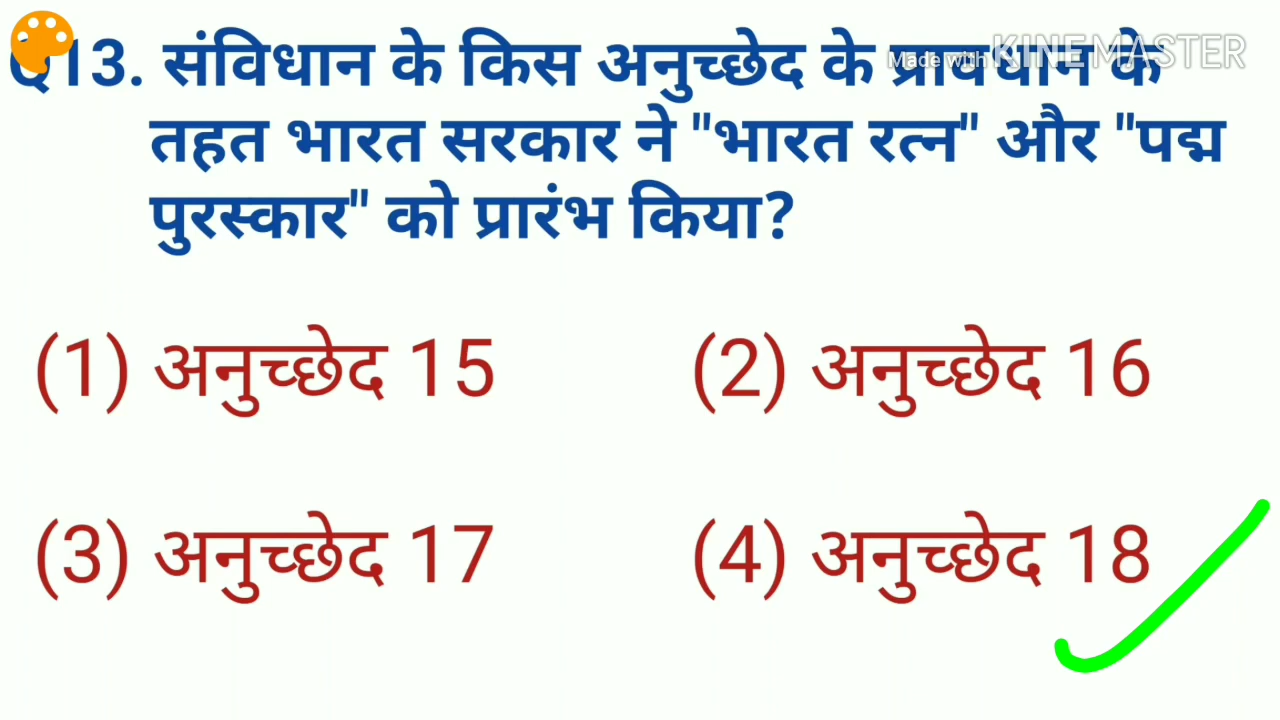 Q13. संविधान के किस अनुच्छेद के प्रावधान के
Made with KINEMASTER
तहत भारत सरकार ने "भारत रत्न" और "पद्म
पुरस्कार" को प्रारंभ किया?
(1) अनुच्छेद 15 (2) अनुच्छेद 16
(3) अनुच्छेद 17 (4) अनुच्छेद 18